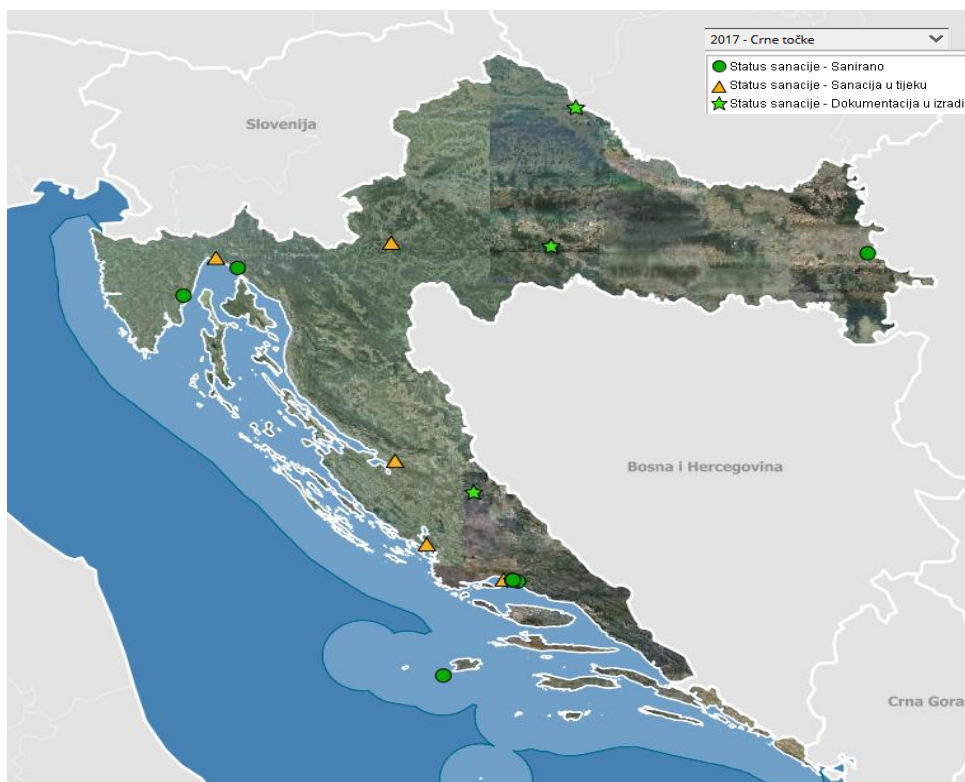 2017 - Crne točke
Status sanacije - Sanirano
Status sanacije - Sanacija u tijeku
Status sanacije - Dokumentacija u izradi
Slovenija
Bosna i Hercegovina
Crna Gora